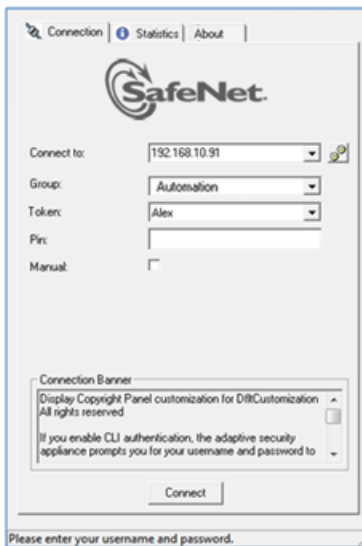 Connection Statistics About
SafeNet.
Connect to: 192.168.10.91
Group: Automation
Token: Alex
Pin:
Manual:
Connection Banner
Display Copyright Panel customization for DfltCustomization
All rights reserved
If you enable CLI authentication, the adaptive security
appliance prompts you for your username and password to
Connect
Please enter your username and password.